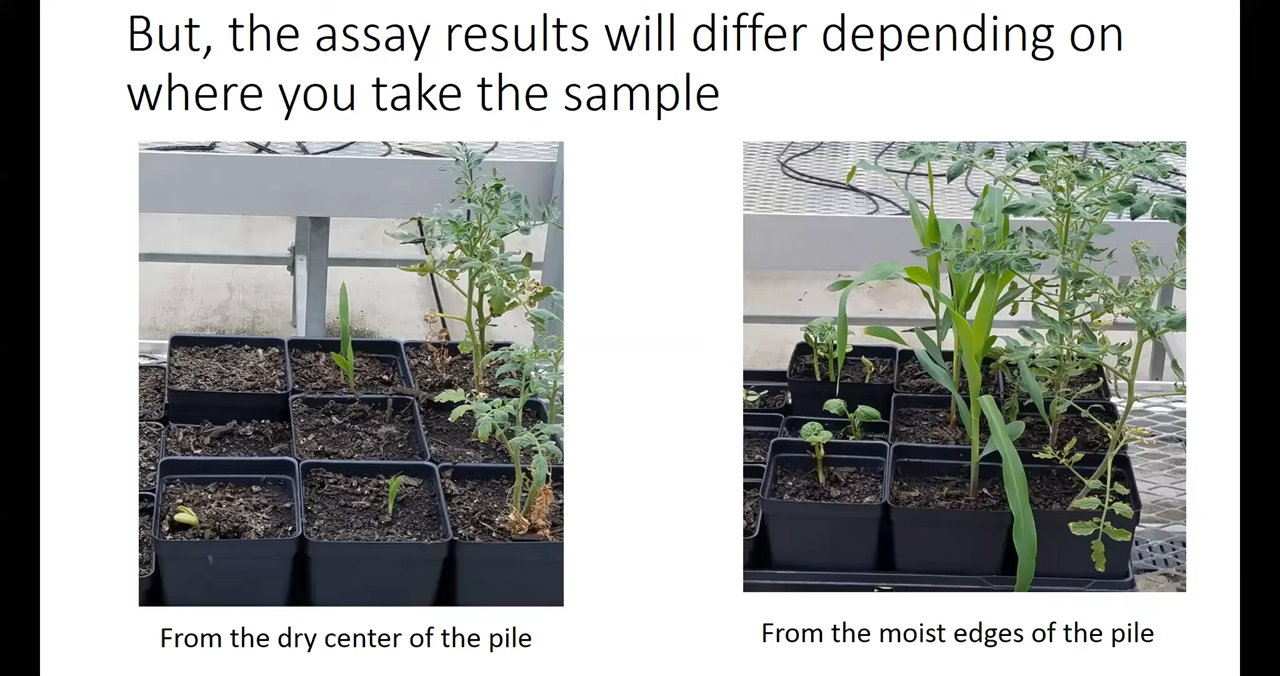 But, the assay results will differ depending on
where you take the sample
From the dry center of the pile
From the moist edges of the pile